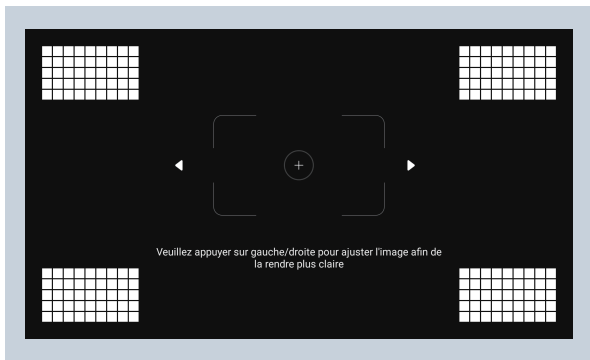 Veuillez appuyer sur gauche/droite pour ajuster l'image afin de
la rendre plus claire